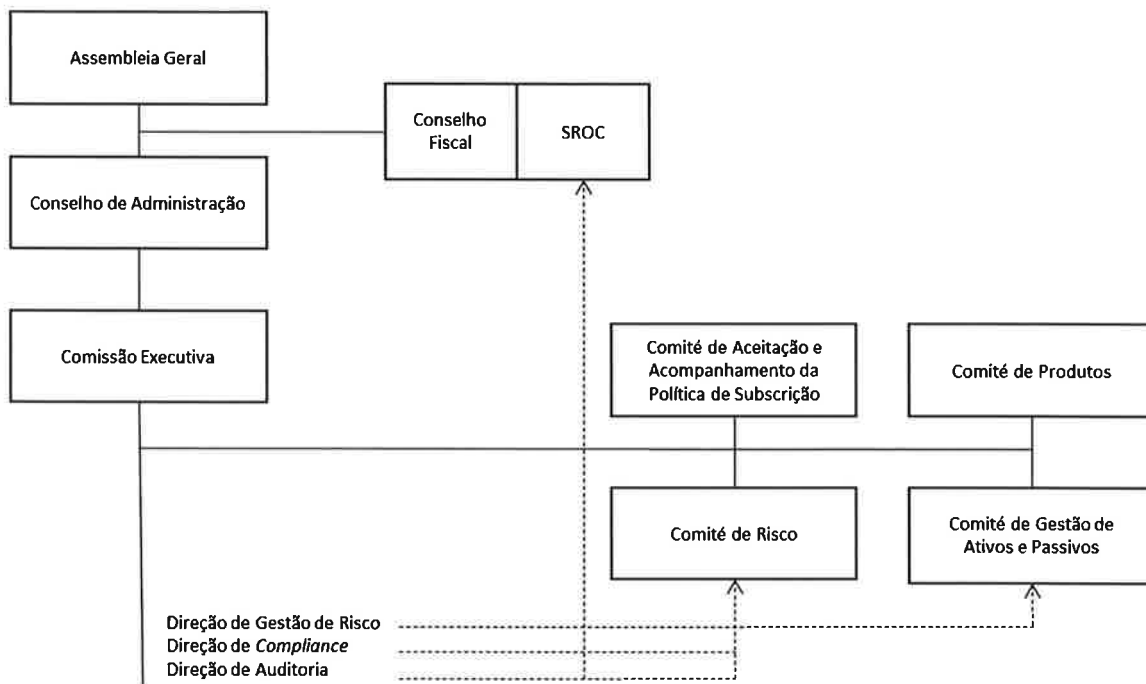 Assembleia Geral
Conselho
Fiscal
SROC
Conselho de Administração
Comissão Executiva
Comité de Aceitação e
Acompanhamento da
Política de Subscrição
Comité de Produtos
Comité de Risco
Comité de Gestão de
Ativos e Passivos
Direção de Gestão de Risco
Direção de Compliance
Direção de Auditoria